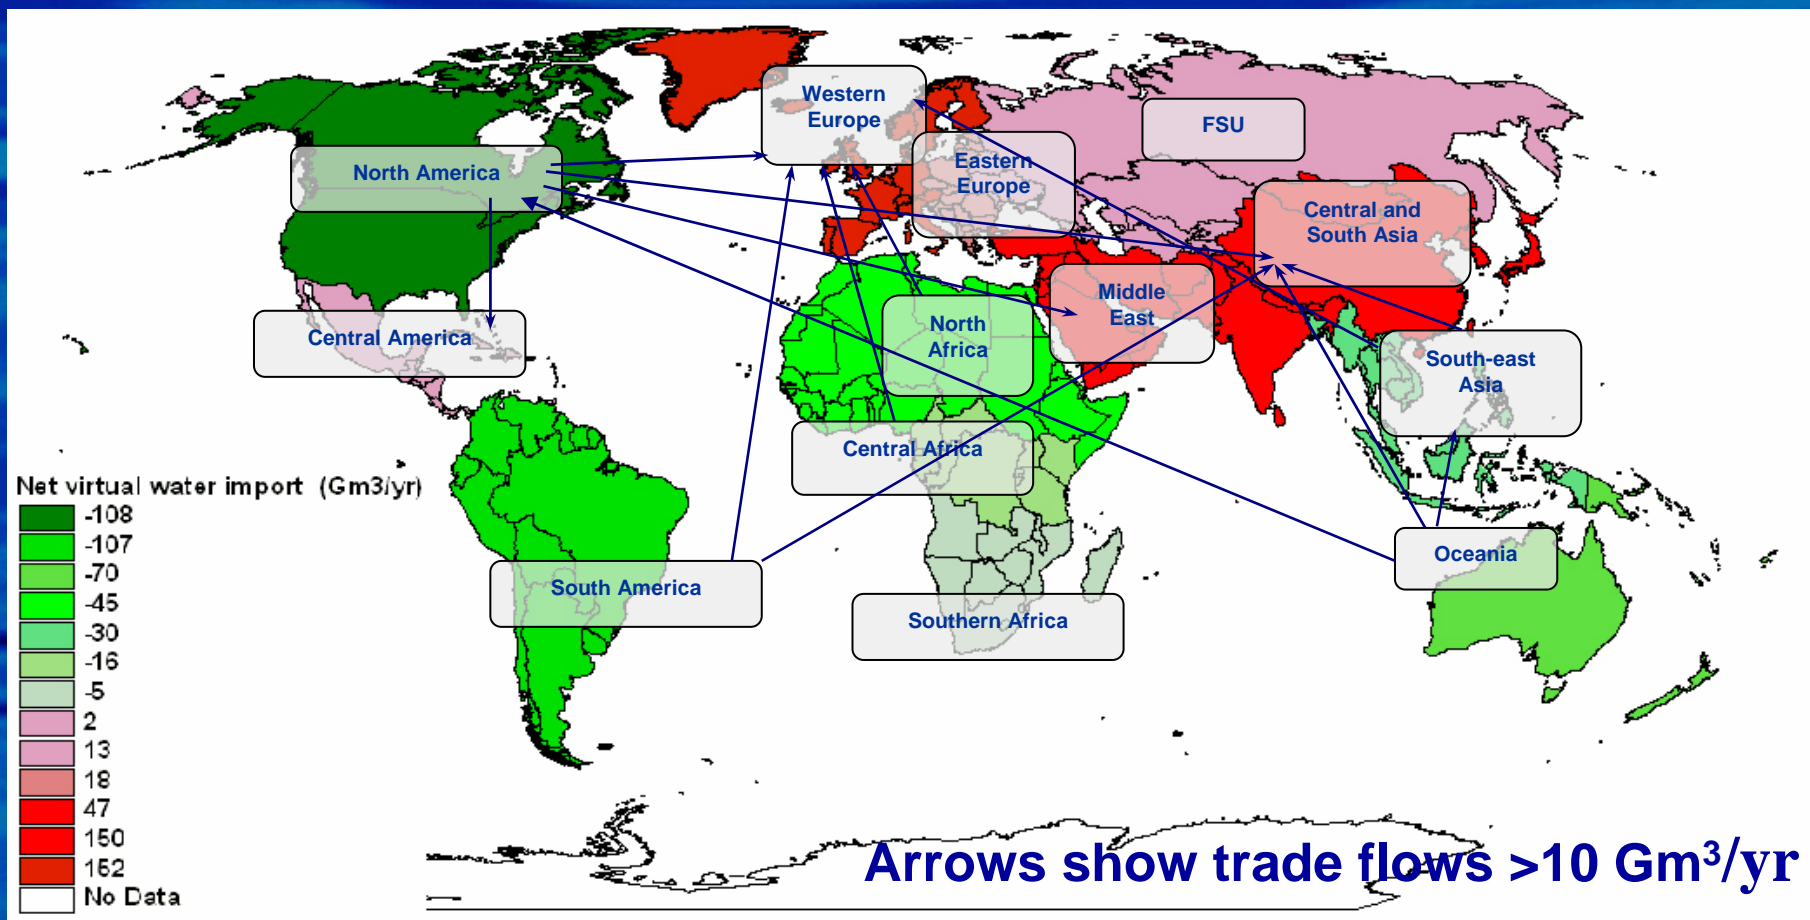 Western
Europe
FSU
North America
Eastern
Europe
Central and
South Asia
Middle
East
North
Africa
Central America
South-east
Asia
Central Africa
Net virtual water import (Gm3/yr)
-108
-107
-70
-45
-30
-16
-5
2
13
18
47
150
152
No Data
Oceania
South America
Southern Africa
Arrows show trade flows >10 Gm³/yr